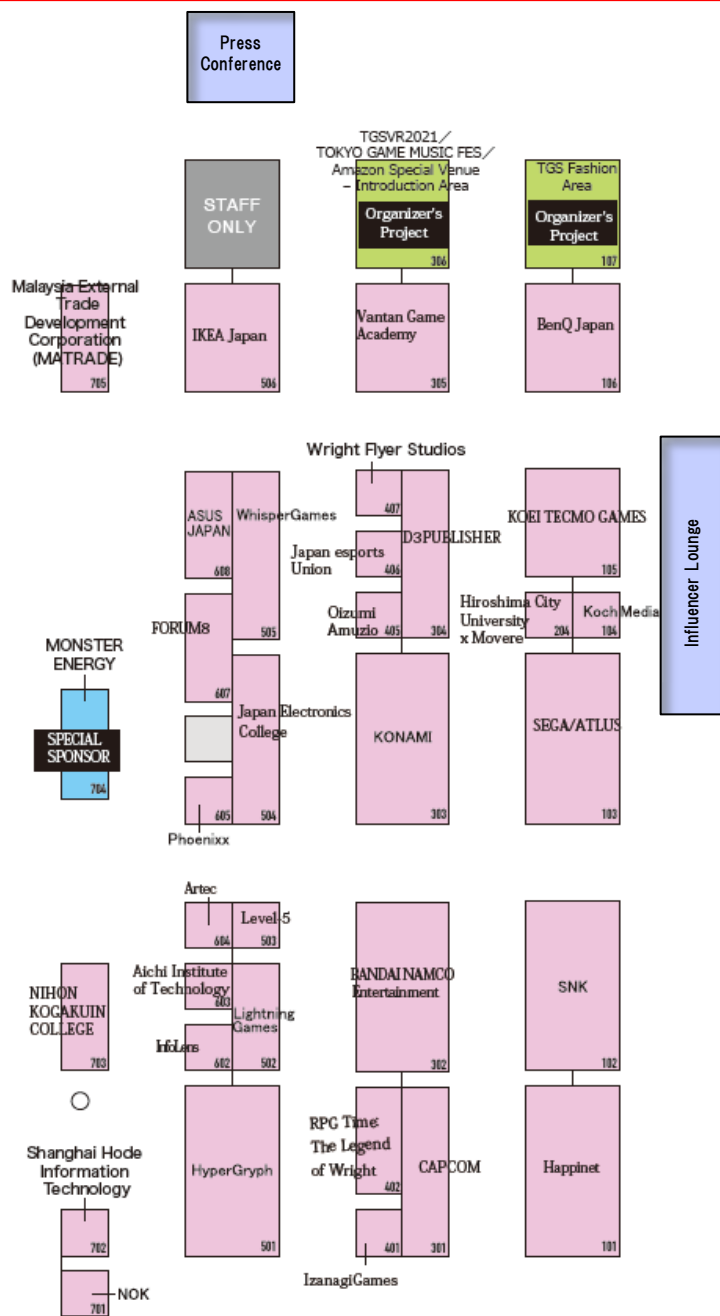 Press
Conference
TGSVR2021／
TOKYO GAME MUSIC FES／
Amazon Special Venue
– Introduction Area
TGS Fashion
Area
STAFF
ONLY
Organizer's
Project
306
Organizer's
Project
107
Malaysia External
Trade
Development
Corporation
(MATRADE)
705
IKEA Japan
506
Vantan Game
Academy
305
BenQ Japan
106
Influencer Lounge
Wright Flyer Studios
407
ASUS
JAPAN
608
WhisperGames
505
D3PUBLISHER
304
Japan esports
Union
406
Oizumi
Amuzio
405
KOEI TECMO GAMES
105
Hiroshima City
University
x Movere
204
Koch Media
104
FORUM8
607
MONSTER
ENERGY
SPECIAL
SPONSOR
704
Japan Electronics
College
504
605
Phoenixx
KONAMI
303
SEGA/ATLUS
103
Artec
604
Level-5
503
Aichi Institute
of Technology
603
Lightning
Games
502
InfoLens
602
BANDAI NAMCO
Entertainment
302
SNK
102
NIHON
KOGAKUIN
COLLEGE
703
Shanghai Hode
Information
Technology
702
NOK
701
HyperGryph
501
RPG Time:
The Legend
of Wright
402
CAPCOM
301
401
IzanagiGames
Happinet
101